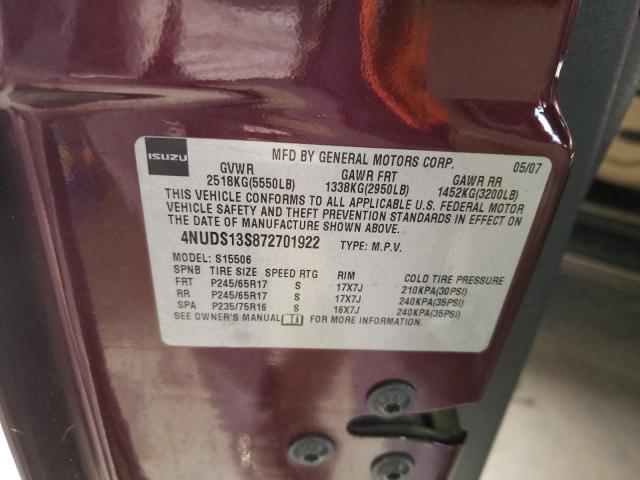 ISUZU MFD BY GENERAL MOTORS CORP. 05/07
GVWR GAWR FRT GAWR RR
2518KG(5550LB) 1338KG(2950LB) 1452KG(3200LB)
THIS VEHICLE CONFORMS TO ALL APPLICABLE U.S. FEDERAL MOTOR
VEHICLE SAFETY AND THEFT PREVENTION STANDARDS IN EFFECT ON
THE DATE OF MANUFACTURE SHOWN ABOVE.
4NUDS13S872701922 TYPE: M.P.V.
MODEL: S15506
SPNB TIRE SIZE SPEED RTG RIM COLD TIRE PRESSURE
FRT P245/65R17 S 17X7J 210KPA(30PSI)
RR P245/65R17 S 17X7J 240KPA(35PSI)
SPA P235/75R16 S 16X7J 240KPA(35PSI)
SEE OWNER'S MANUAL FOR MORE INFORMATION.